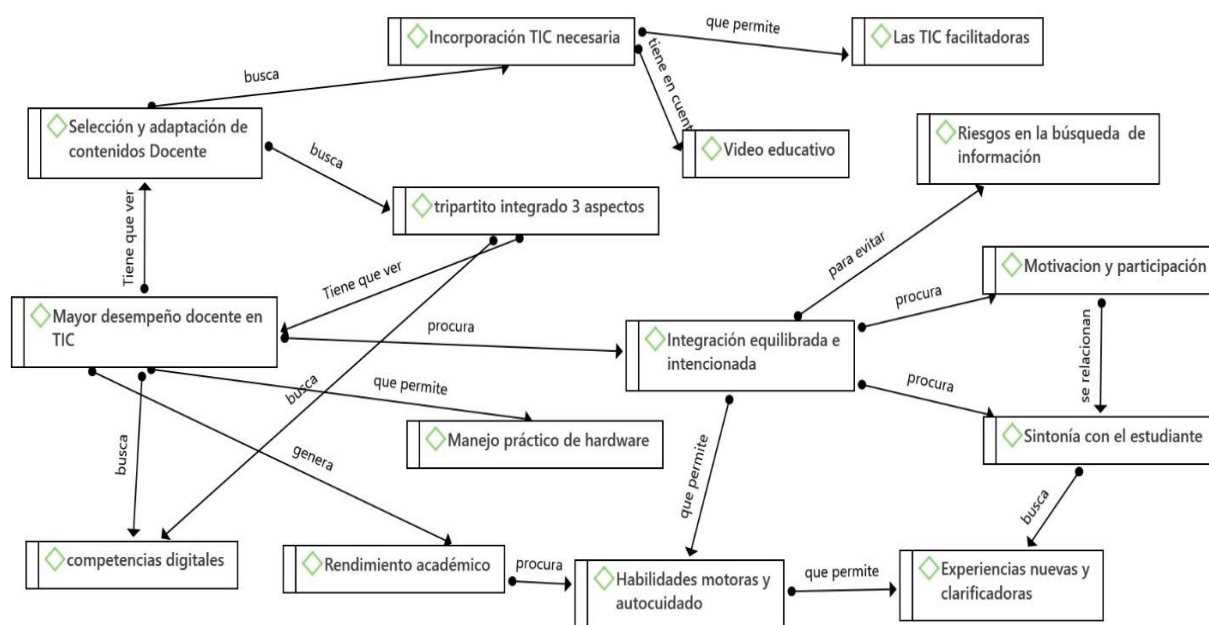 que permite
Incorporación TIC necesaria
Las TIC facilitadoras
tiene en cuent
busca
Selección y adaptación de
contenidos Docente
busca
Video educativo
Riesgos en la búsqueda de
información
tripartito integrado 3 aspectos
Tiene que ver
Tiene que ver
para evitar
Motivacion y participación
procura
Mayor desempeño docente en
TIC
procura
Integración equilibrada e
intencionada
se relacionan
procura
que permite
busca
Manejo práctico de hardware
Sintonía con el estudiante
busca
genera
que permite
busca
competencias digitales
Rendimiento académico
procura
Habilidades motoras y
autocuidado
que permite
Experiencias nuevas y
clarificadoras